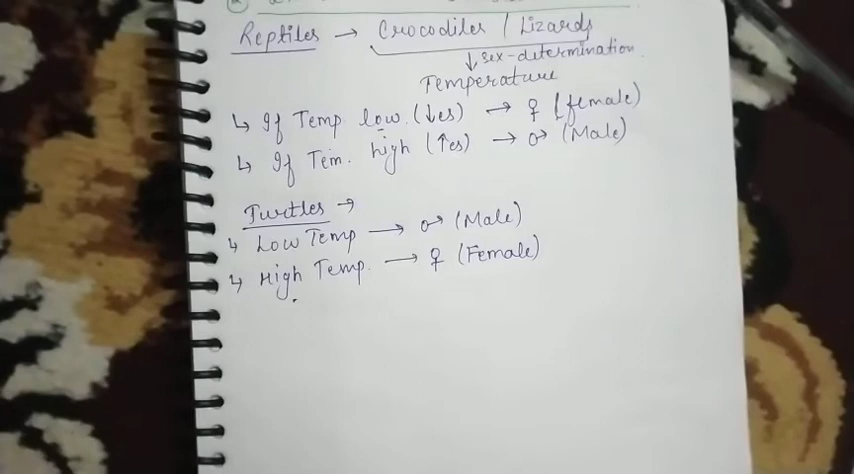 Reptiles → Crocodiles / Lizards
↓ sex-determination
Temperature
↳ If Temp low. (↓es) → ♀ (female)
↳ If Tem. high (↑es) → ♂ (Male)
Turtles →
↳ Low Temp → ♂ (Male)
↳ High Temp. → ♀ (Female)